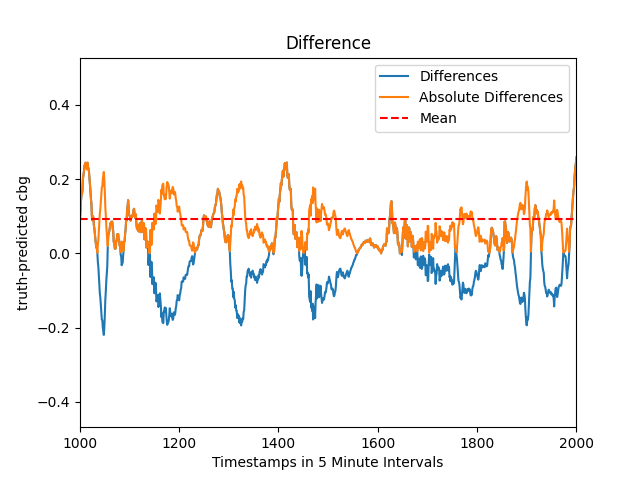 Difference
Differences
Absolute Differences
Mean
truth-predicted cbg
0.4
0.2
0.0
−0.2
−0.4
1000 1200 1400 1600 1800 2000
Timestamps in 5 Minute Intervals